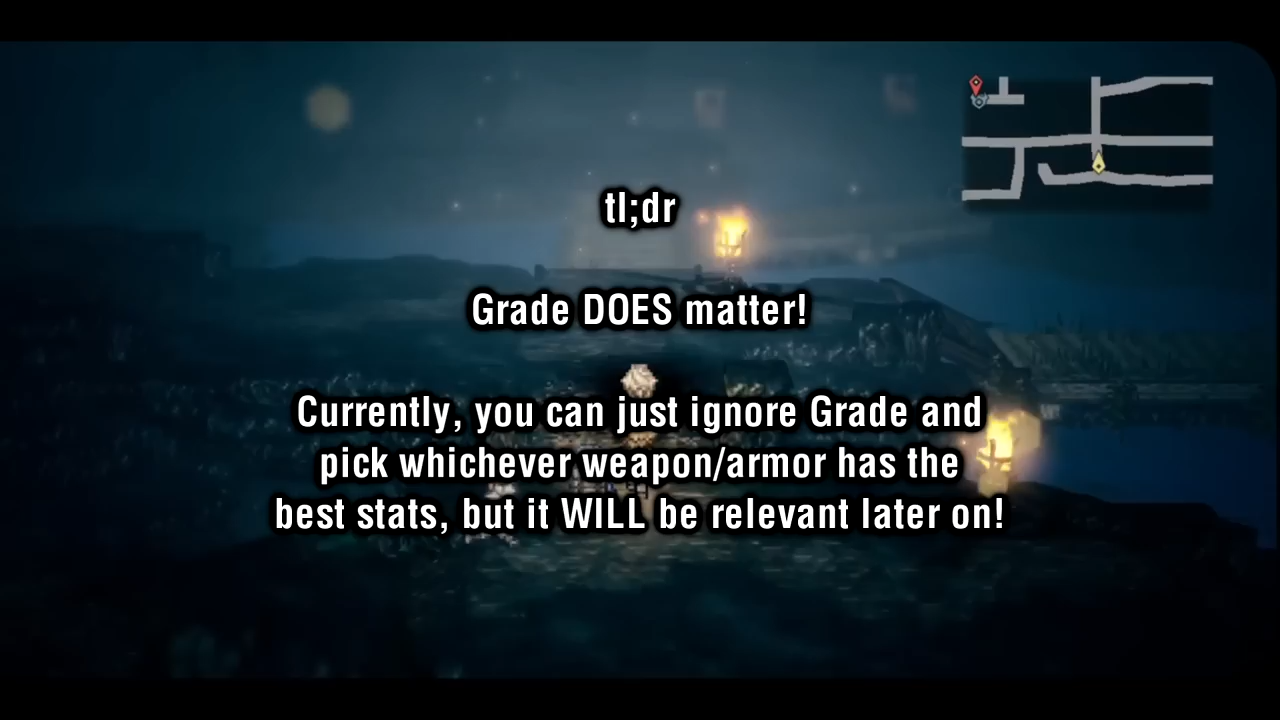 tl;dr
Grade DOES matter!
Currently, you can just ignore Grade and
pick whichever weapon/armor has the
best stats, but it WILL be relevant later on!